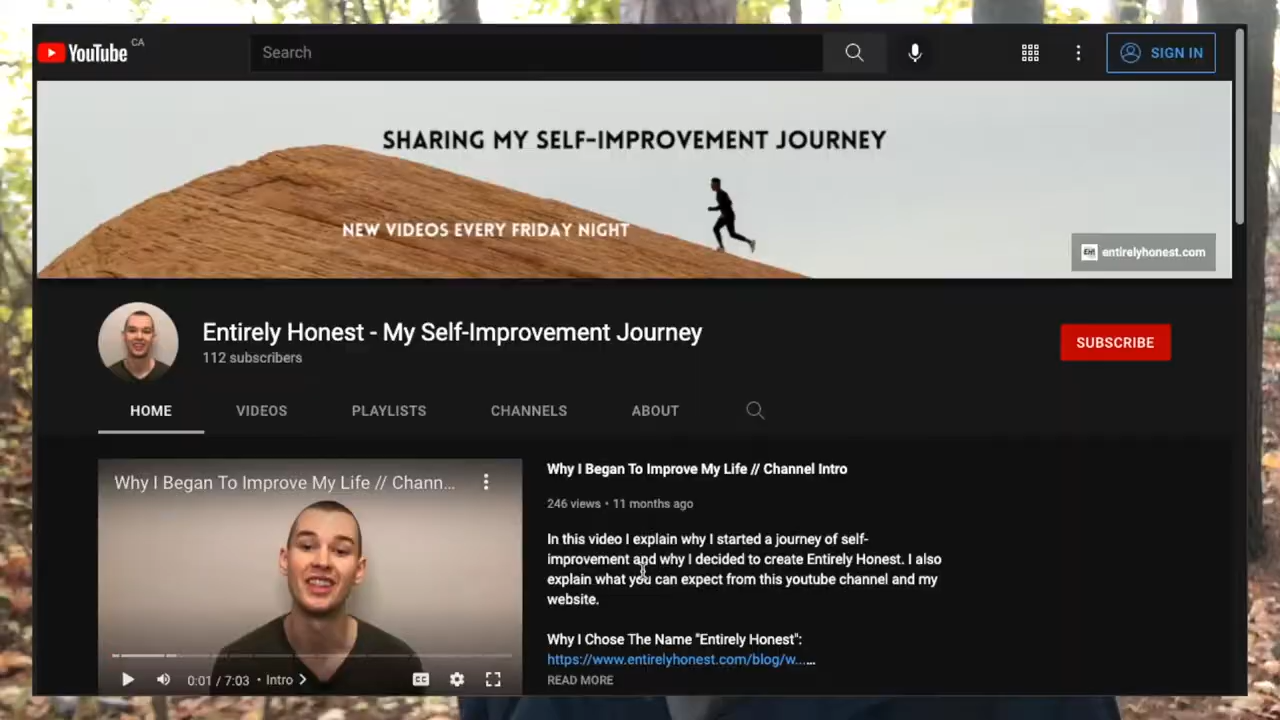 YouTube CA
Search
SIGN IN
SHARING MY SELF-IMPROVEMENT JOURNEY
NEW VIDEOS EVERY FRIDAY NIGHT
entirelyhonest.com
Entirely Honest - My Self-Improvement Journey
112 subscribers
SUBSCRIBE
HOME VIDEOS PLAYLISTS CHANNELS ABOUT
Why I Began To Improve My Life // Chann...
0:01 / 7:03 • Intro
CC
Why I Began To Improve My Life // Channel Intro
246 views • 11 months ago
In this video I explain why I started a journey of self-
improvement and why I decided to create Entirely Honest. I also
explain what you can expect from this youtube channel and my
website.
Why I Chose The Name "Entirely Honest":
https://www.entirelyhonest.com/blog/w......
READ MORE